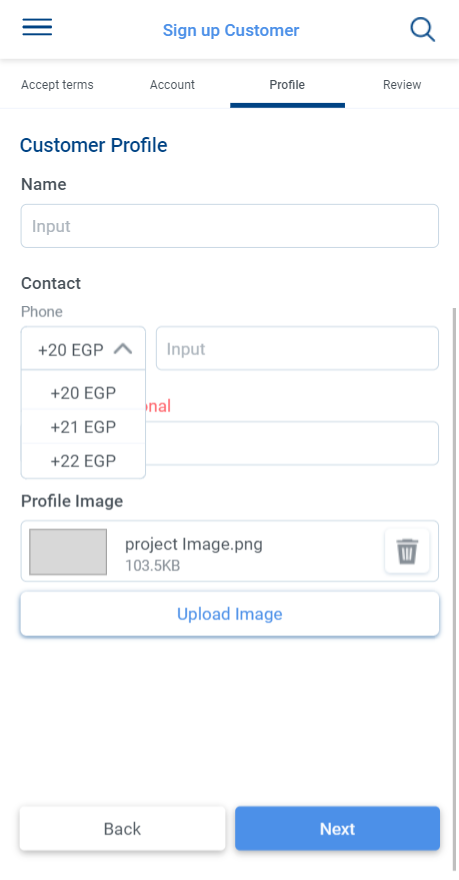 Sign up Customer
Accept terms Account Profile Review
Customer Profile
Name
Input
Contact
Phone
+20 EGP Input
+20 EGP
+21 EGP
+22 EGP
Profile Image
project Image.png
103.5KB
Upload Image
Back Next